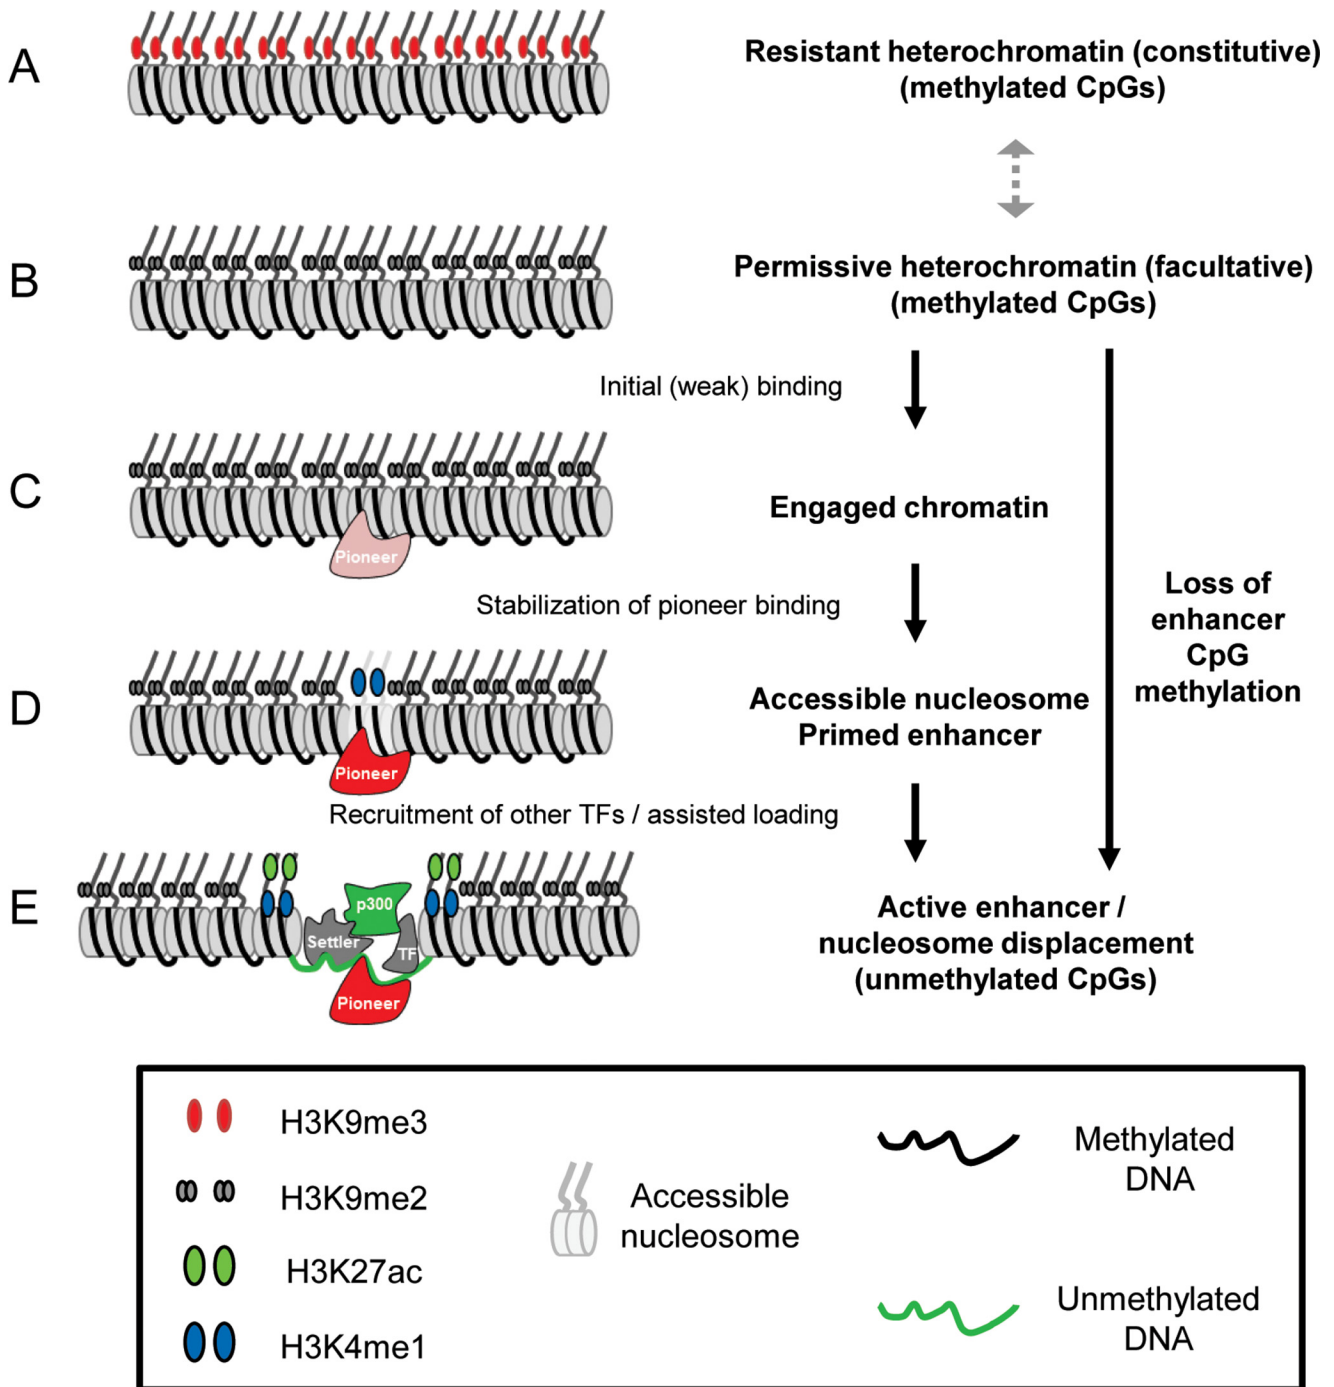 A
Resistant heterochromatin (constitutive)
(methylated CpGs)
B
Permissive heterochromatin (facultative)
(methylated CpGs)
Initial (weak) binding
C
Engaged chromatin
Pioneer
Stabilization of pioneer binding
Loss of
enhancer
CpG
methylation
D
Accessible nucleosome
Primed enhancer
Pioneer
Recruitment of other TFs / assisted loading
E
p300
Settler
TF
Pioneer
Active enhancer /
nucleosome displacement
(unmethylated CpGs)
H3K9me3
H3K9me2
H3K27ac
H3K4me1
Accessible
nucleosome
Methylated
DNA
Unmethylated
DNA